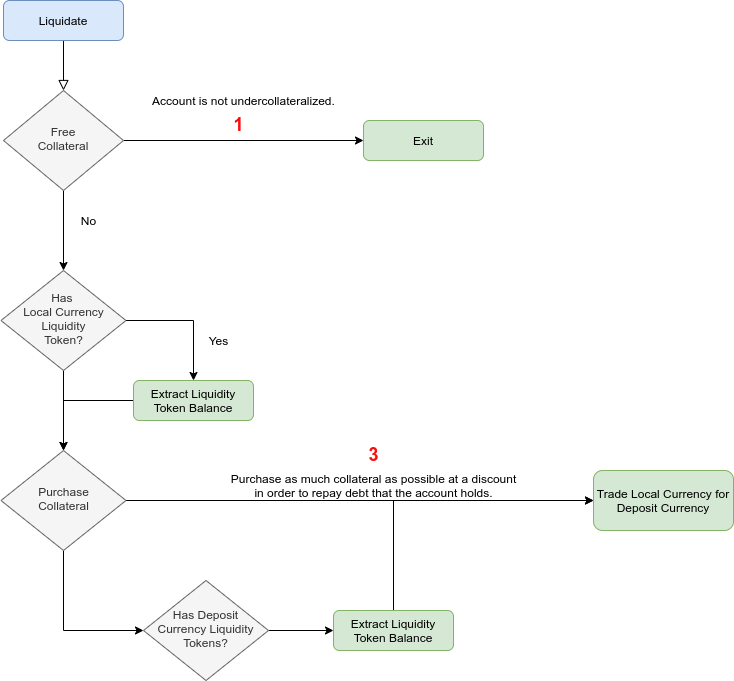 Liquidate
Account is not undercollateralized.
1
Free
Collateral
Exit
No
Has
Local Currency
Liquidity
Token?
Yes
Extract Liquidity
Token Balance
3
Purchase as much collateral as possible at a discount
in order to repay debt that the account holds.
Purchase
Collateral
Trade Local Currency for
Deposit Currency
Has Deposit
Currency Liquidity
Tokens?
Extract Liquidity
Token Balance